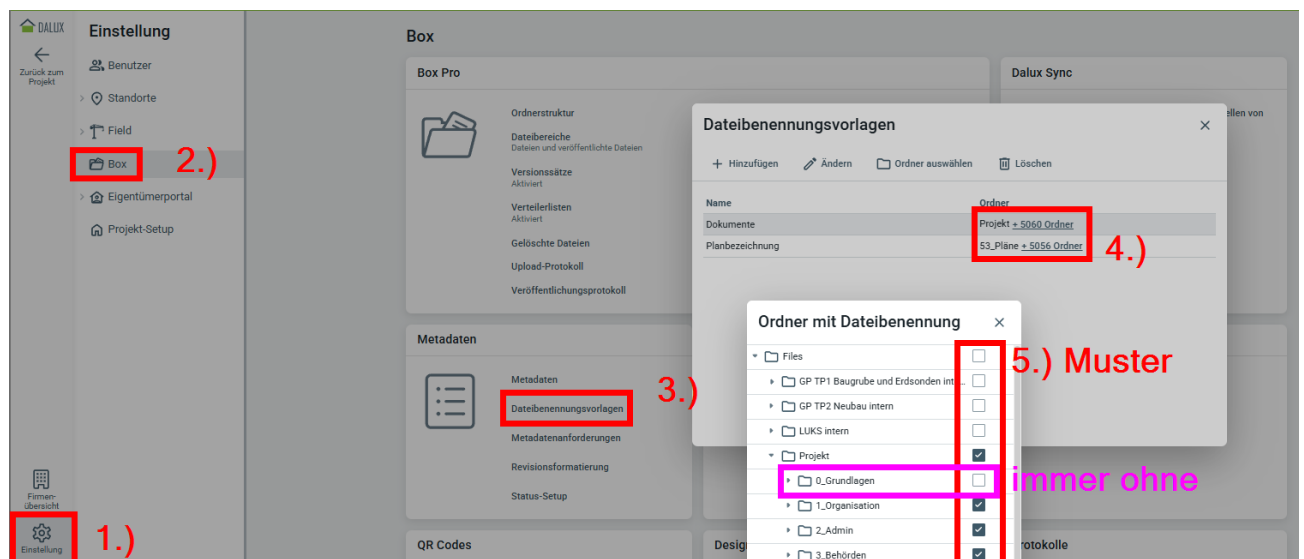 DALUX
Zurück zum
Projekt
Einstellung
Benutzer
Standorte
Field
Box
2.)
Eigentümerportal
Projekt-Setup
Firmen-
übersicht
Einstellung
1.)
Box
Box Pro
Ordnerstruktur
Dateibereiche
Dateien und veröffentlichte Dateien
Versionssätze
Aktiviert
Verteilerlisten
Aktiviert
Gelöschte Dateien
Upload-Protokoll
Veröffentlichungsprotokoll
Dalux Sync
ellen von
Metadaten
Metadaten
Dateibenennungsvorlagen
3.)
Metadatenanforderungen
Revisionsformatierung
Status-Setup
QR Codes
Desig
rotokolle
Dateibenennungsvorlagen
Hinzufügen Ändern Ordner auswählen Löschen
Name Ordner
Dokumente Projekt + 5060 Ordner
Planbezeichnung 53_Pläne + 5056 Ordner
4.)
Ordner mit Dateibenennung
5.) Muster
Files
GP TP1 Baugrube und Erdsonden int...
GP TP2 Neubau intern
LUKS intern
Projekt
0_Grundlagen
immer ohne
1_Organisation
2_Admin
3_Behörden